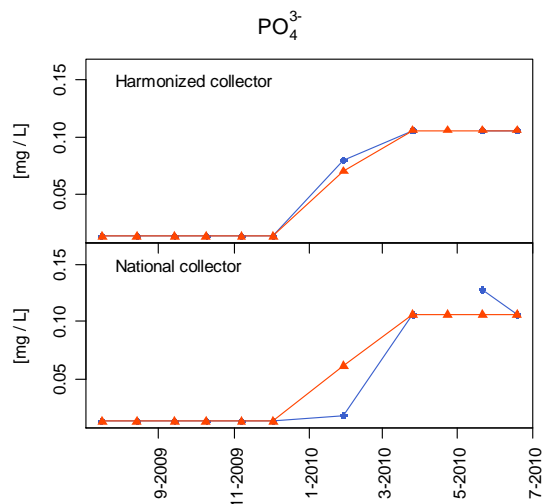 PO₄³⁻
Harmonized collector
[mg / L]
0.15
0.10
0.05
National collector
[mg / L]
0.15
0.10
0.05
9-2009
11-2009
1-2010
3-2010
5-2010
7-2010